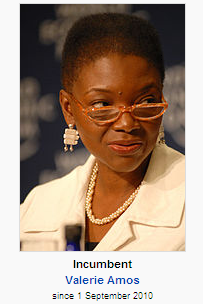 Incumbent
Valerie Amos
since 1 September 2010